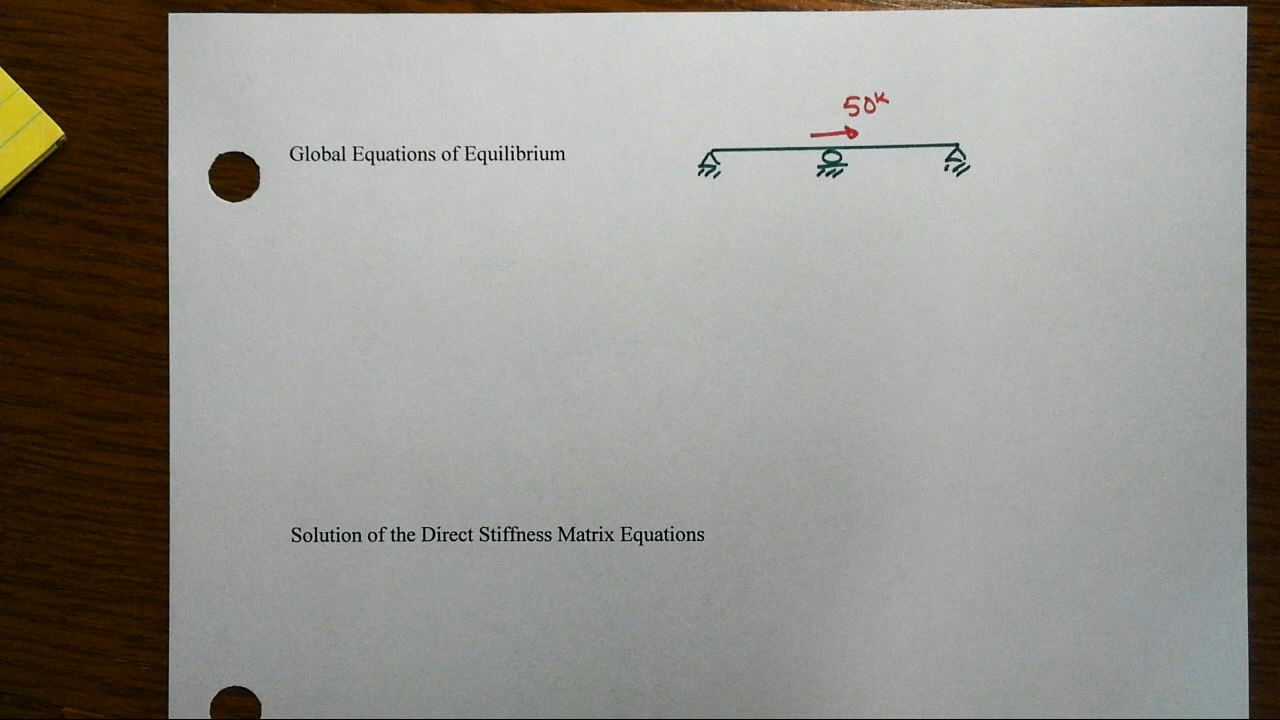 50k
Global Equations of Equilibrium
Solution of the Direct Stiffness Matrix Equations